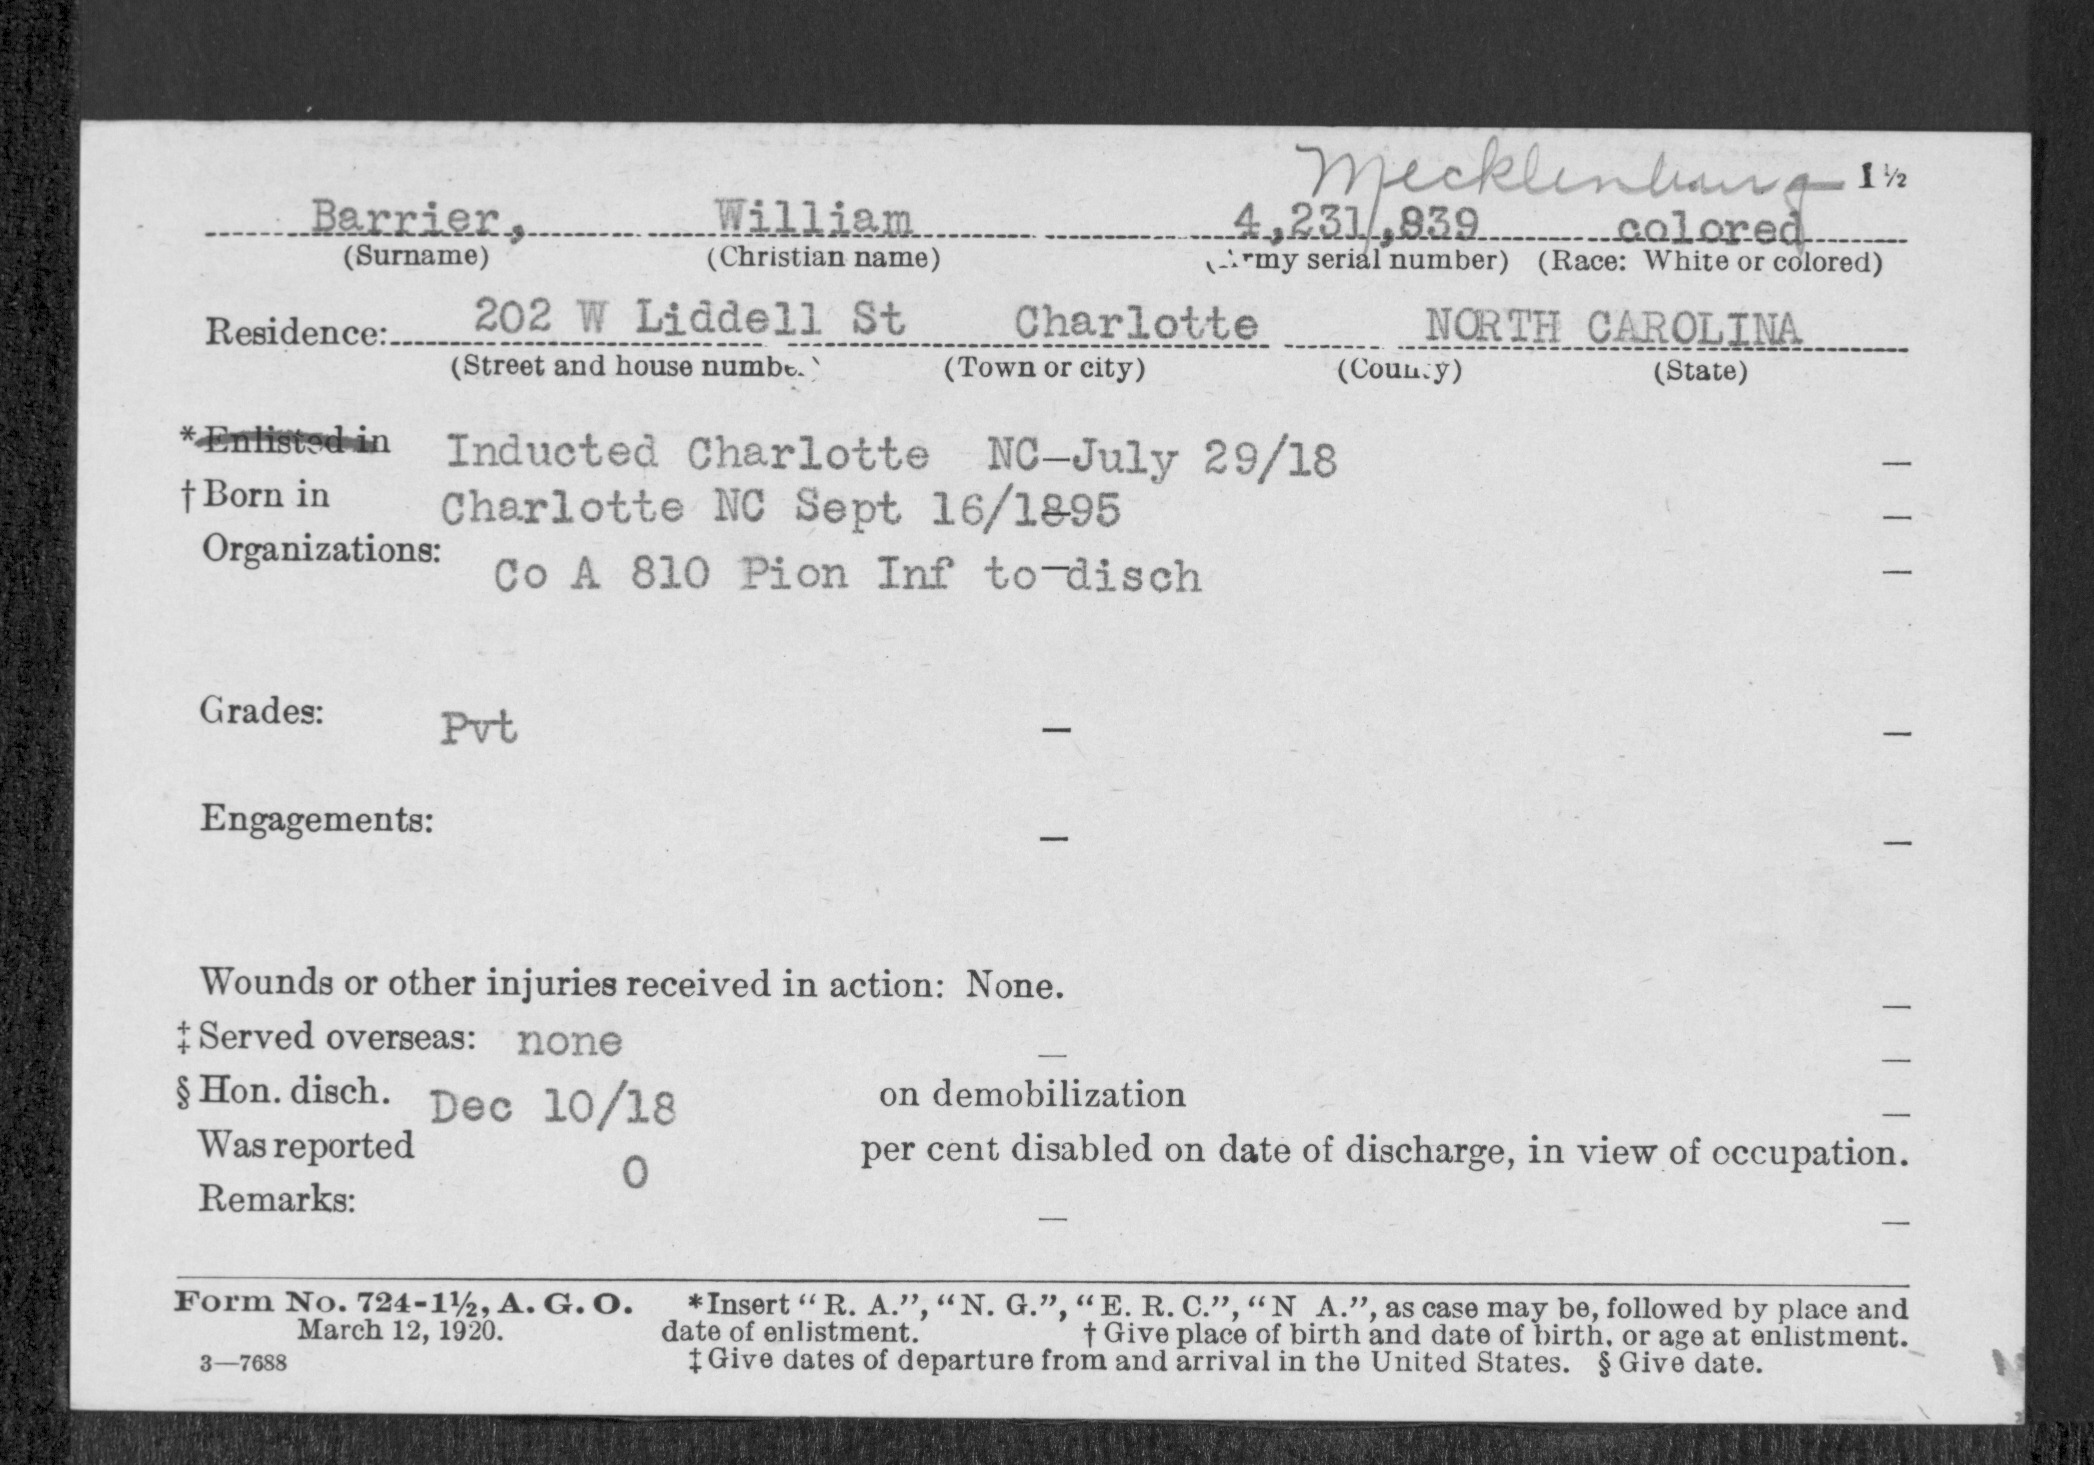 Mecklenburg 1 ½
Barrier, William 4,231,839 colored
(Surname) (Christian name) (Army serial number) (Race: White or colored)
Residence: 202 W Liddell St Charlotte NORTH CAROLINA
(Street and house number) (Town or city) (County) (State)
*Enlisted in Inducted Charlotte NC—July 29/18 —
†Born in Charlotte NC Sept 16/1895 —
Organizations:
Co A 810 Pion Inf to—disch —
Grades: Pvt — —
Engagements: — —
Wounds or other injuries received in action: None. —
‡Served overseas: none — —
§Hon. disch. Dec 10/18 on demobilization —
Was reported 0 per cent disabled on date of discharge, in view of occupation.
Remarks: — —
Form No. 724-1½, A. G. O. *Insert “R. A.”, “N. G.”, “E. R. C.”, “N A.”, as case may be, followed by place and
March 12, 1920. date of enlistment. †Give place of birth and date of birth, or age at enlistment.
3—7688 ‡Give dates of departure from and arrival in the United States. §Give date.